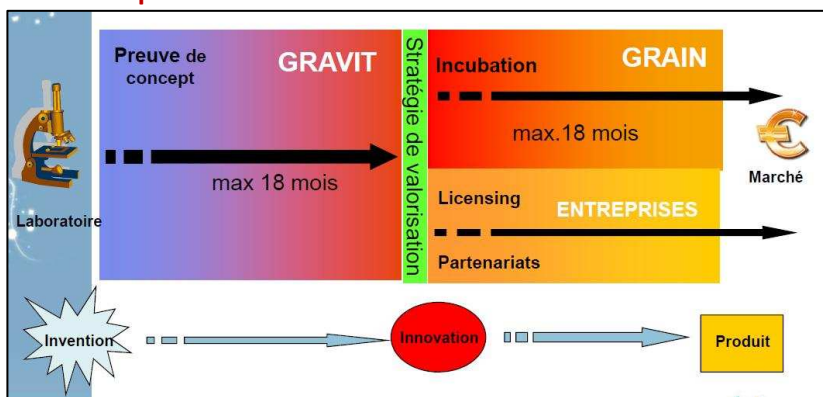 Preuve de
concept
GRAVIT
max 18 mois
Laboratoire
Stratégie de valorisation
Incubation
GRAIN
max.18 mois
Marché
Licensing
ENTREPRISES
Partenariats
Invention
Innovation
Produit